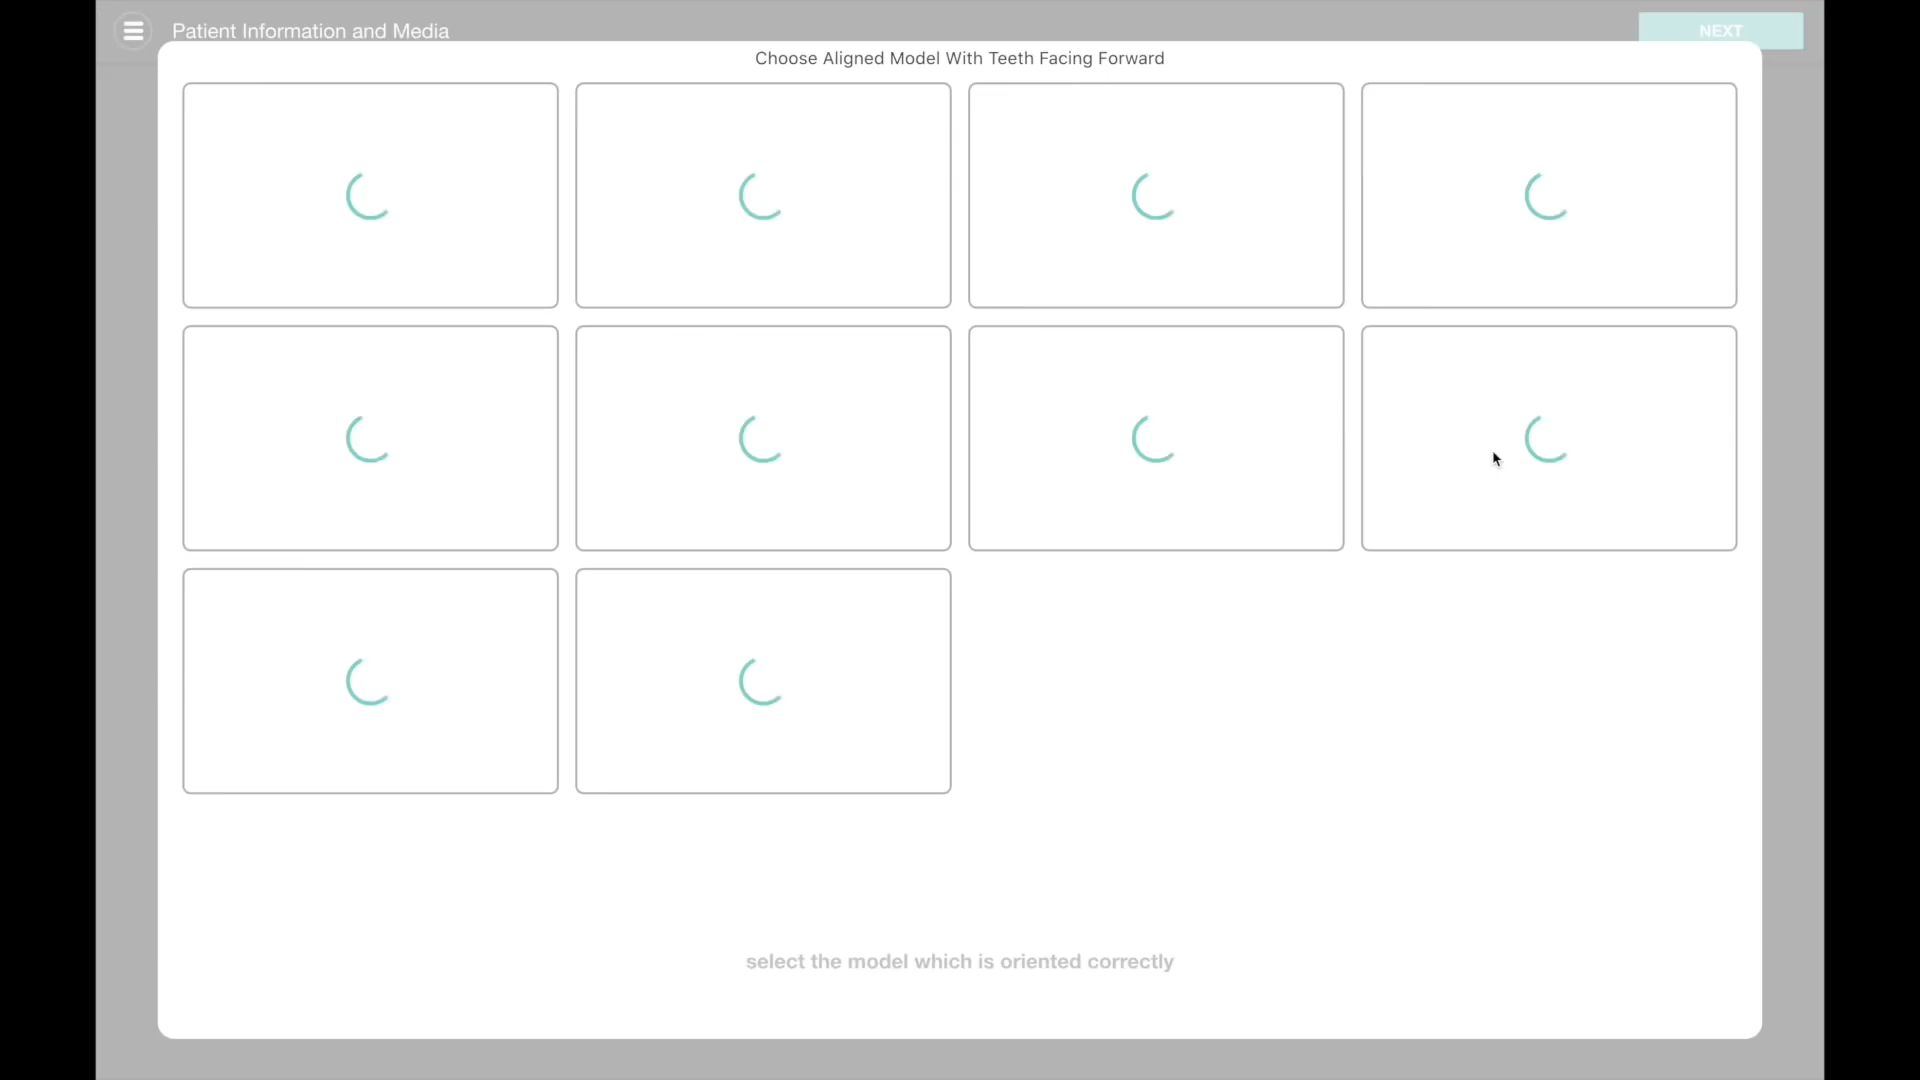 Patient Information and Media
NEXT
Choose Aligned Model With Teeth Facing Forward
select the model which is oriented correctly